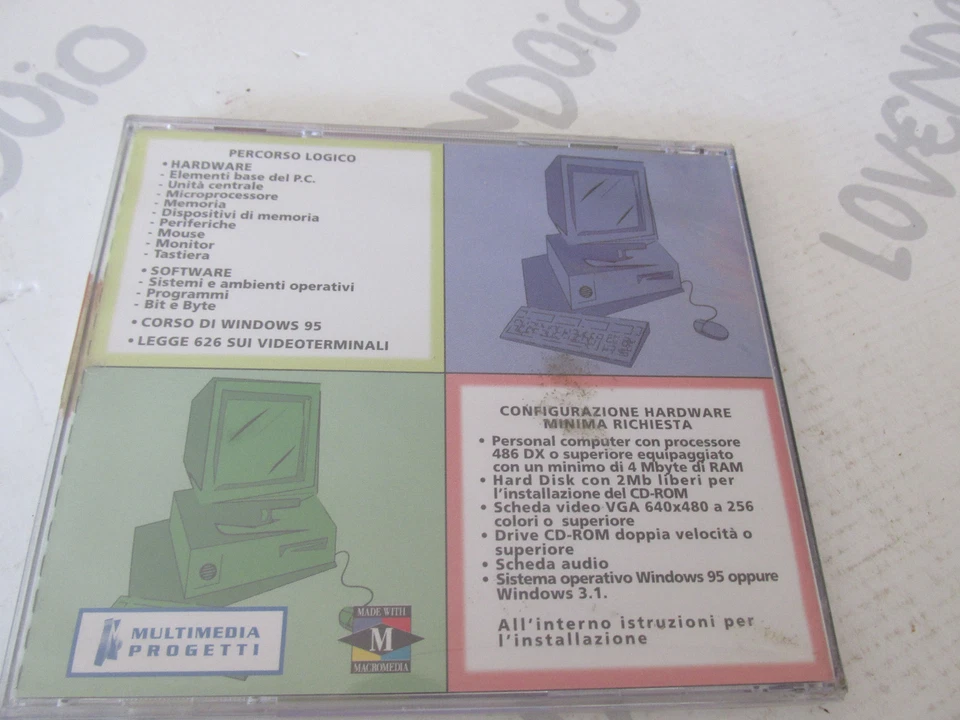 LOVENDOIO
PERCORSO LOGICO
• HARDWARE
- Elementi base del P.C.
- Unità centrale
- Microprocessore
- Memoria
- Dispositivi di memoria
- Periferiche
- Mouse
- Monitor
- Tastiera
• SOFTWARE
- Sistemi e ambienti operativi
- Programmi
- Bit e Byte
• CORSO DI WINDOWS 95
• LEGGE 626 SUI VIDEOTERMINALI
CONFIGURAZIONE HARDWARE
MINIMA RICHIESTA
• Personal computer con processore
486 DX o superiore equipaggiato
con un minimo di 4 Mbyte di RAM
• Hard Disk con 2Mb liberi per
l'installazione del CD-ROM
• Scheda video VGA 640x480 a 256
colori o superiore
• Drive CD-ROM doppia velocità o
superiore
• Scheda audio
• Sistema operativo Windows 95 oppure
Windows 3.1.
All'interno istruzioni per
l'installazione
MULTIMEDIA
PROGETTI
MADE WITH
M
MACROMEDIA
LOVEND